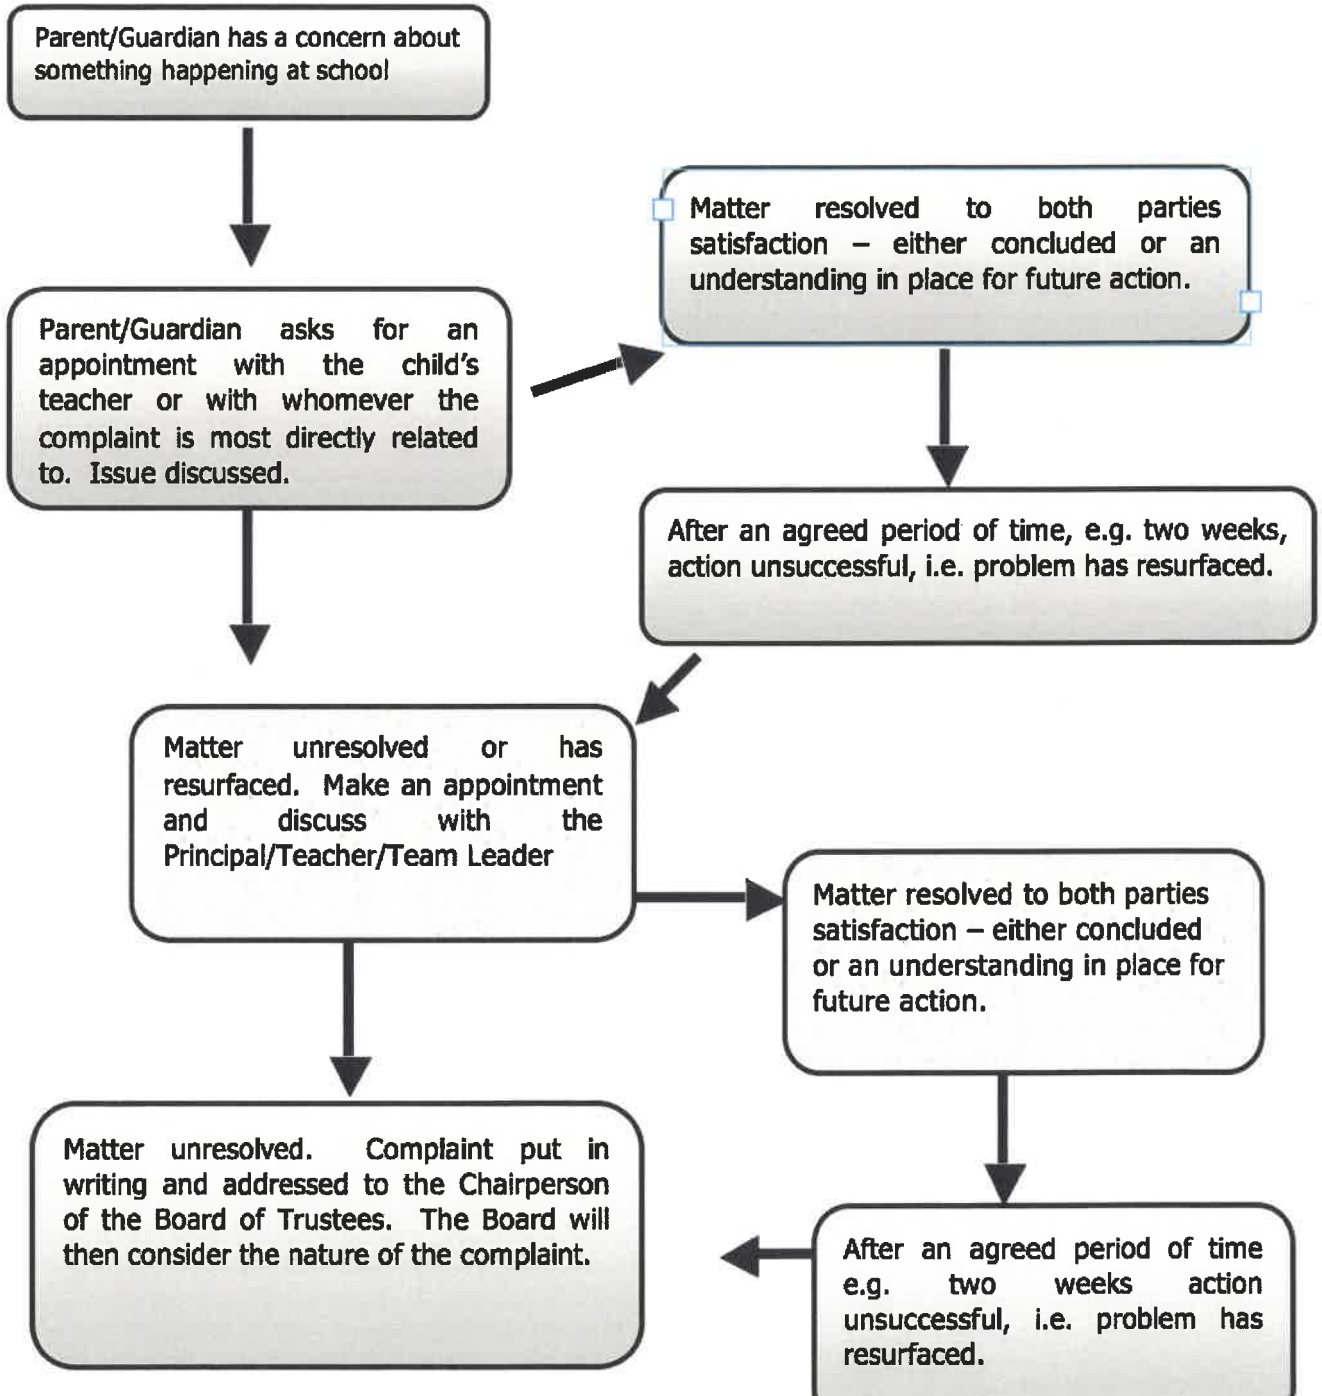 Parent/Guardian has a concern about
something happening at school
Matter resolved to both parties
satisfaction – either concluded or an
understanding in place for future action.
Parent/Guardian asks for an
appointment with the child's
teacher or with whomever the
complaint is most directly related
to. Issue discussed.
After an agreed period of time, e.g. two weeks,
action unsuccessful, i.e. problem has resurfaced.
Matter unresolved or has
resurfaced. Make an appointment
and discuss with the
Principal/Teacher/Team Leader
Matter resolved to both parties
satisfaction – either concluded
or an understanding in place for
future action.
Matter unresolved. Complaint put in
writing and addressed to the Chairperson
of the Board of Trustees. The Board will
then consider the nature of the complaint.
After an agreed period of time
e.g. two weeks action
unsuccessful, i.e. problem has
resurfaced.